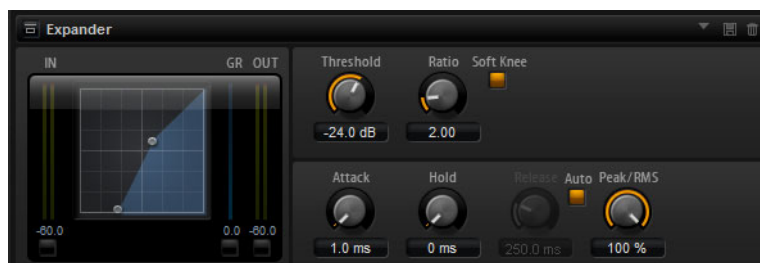 Expander
IN GR OUT
Threshold Ratio Soft Knee
-24.0 dB 2.00
Attack Hold Release Auto Peak/RMS
-60.0 0.0 -60.0
1.0 ms 0 ms 250.0 ms 100 %